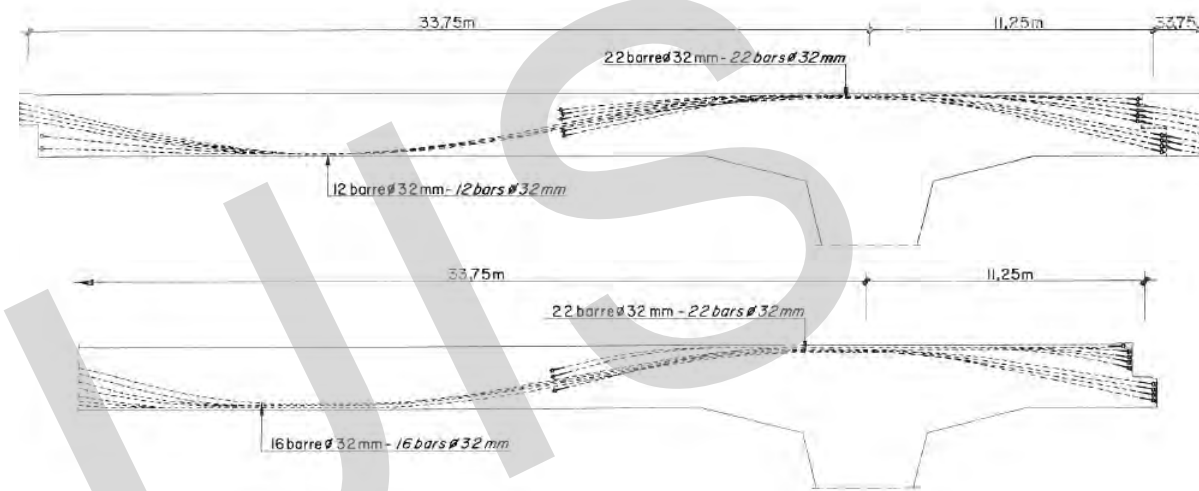 33,75m 11,25m 33,75
22 barre ø 32 mm - 22 bars ø 32 mm
12 barre ø 32 mm - 12 bars ø 32 mm
33,75m 11,25m
22 barre ø 32 mm - 22 bars ø 32 mm
16 barre ø 32 mm - 16 bars ø 32 mm